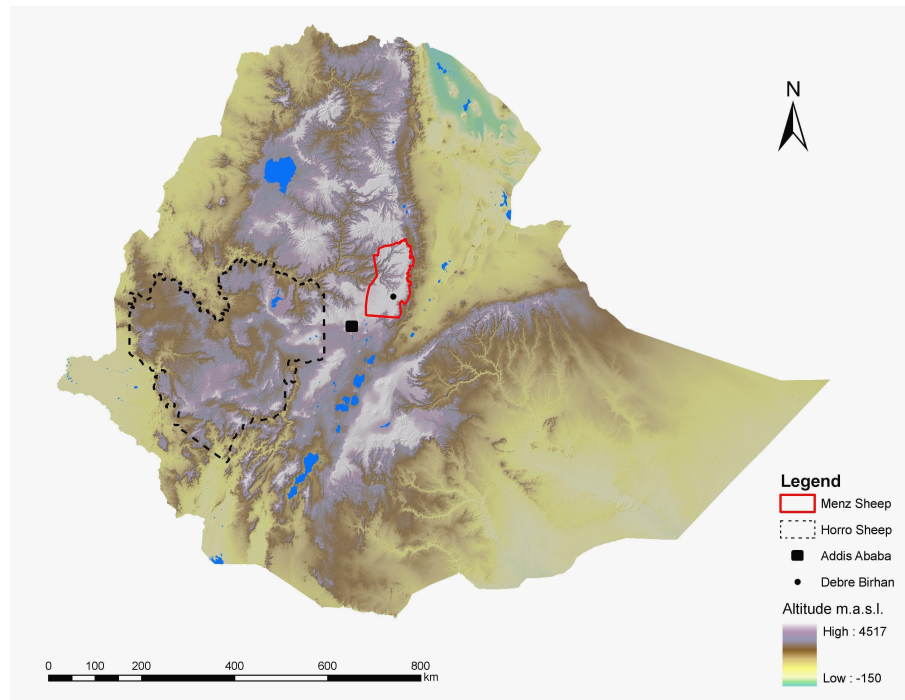 N
Legend
Menz Sheep
Horro Sheep
Addis Ababa
Debre Birhan
Altitude m.a.s.l.
High : 4517
Low : -150
0 100 200 400 600 800
km